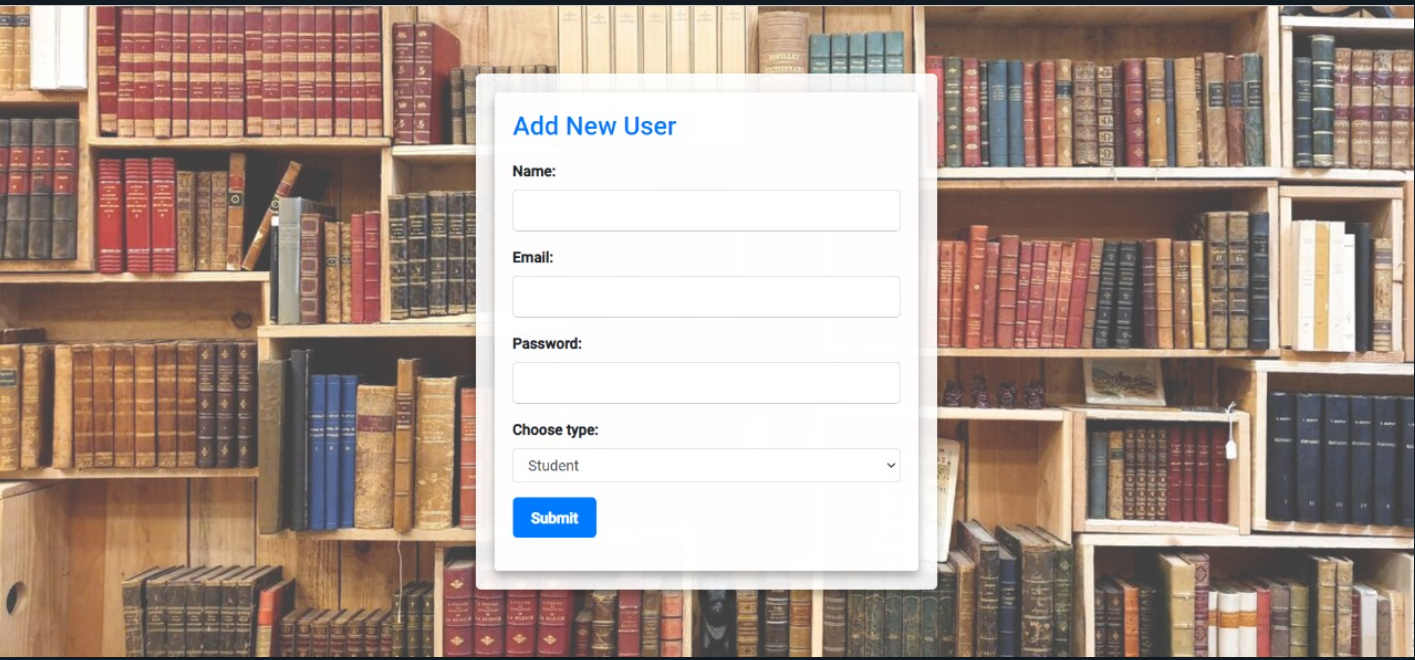 Add New User
Name:
Email:
Password:
Choose type:
Student
Submit